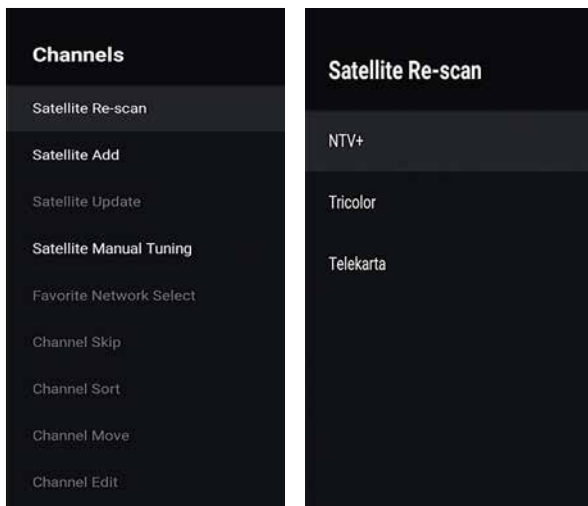 Channels
Satellite Re-scan
Satellite Add
Satellite Update
Satellite Manual Tuning
Favorite Network Select
Channel Skip
Channel Sort
Channel Move
Channel Edit
Satellite Re-scan
NTV+
Tricolor
Telekarta